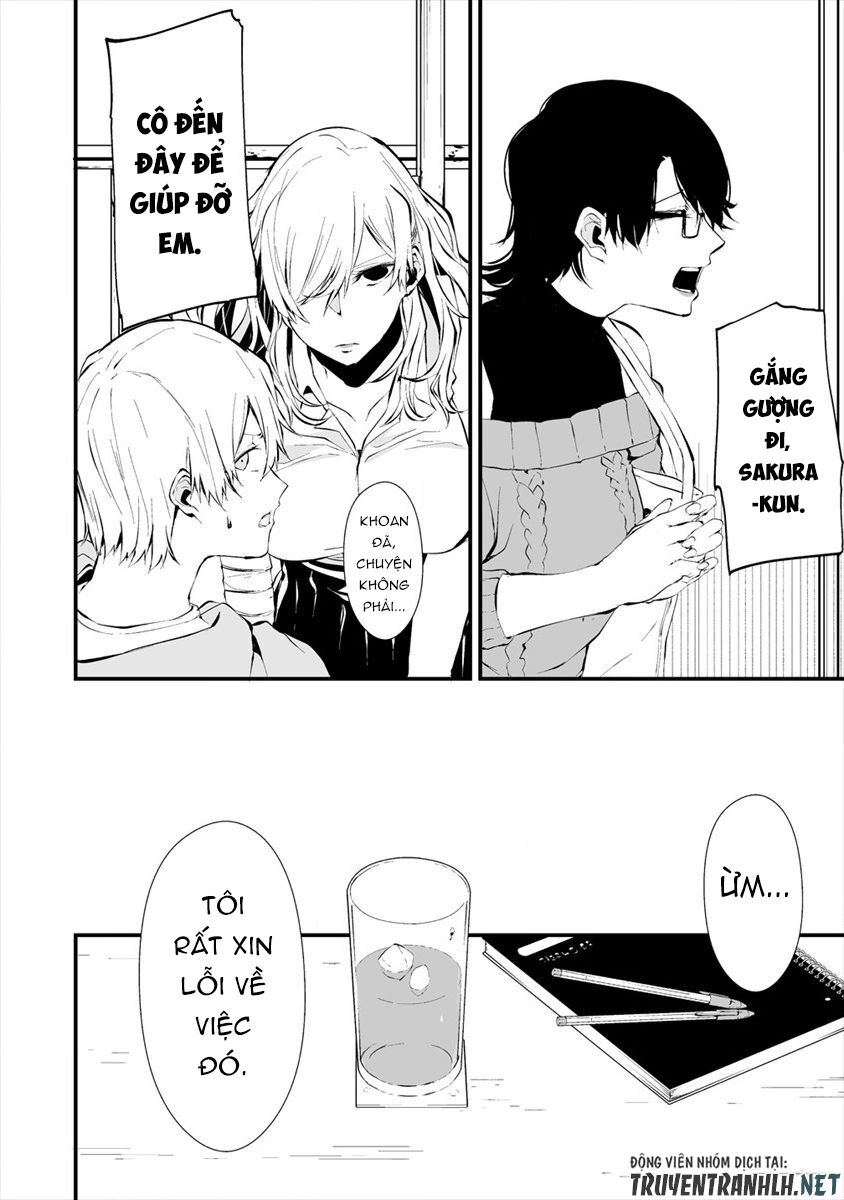 GẮNG
GƯỢNG
ĐI,
SAKURA
-KUN.
CÔ ĐẾN
ĐÂY ĐỂ
GIÚP ĐỠ
EM.
KHOAN
ĐÃ,
CHUYỆN
KHÔNG
PHẢI...
ỪM...
TÔI
RẤT XIN
LỖI VỀ
VIỆC
ĐÓ.
ĐỘNG VIÊN NHÓM DỊCH TẠI:
TRUYENTRANHLH.NET